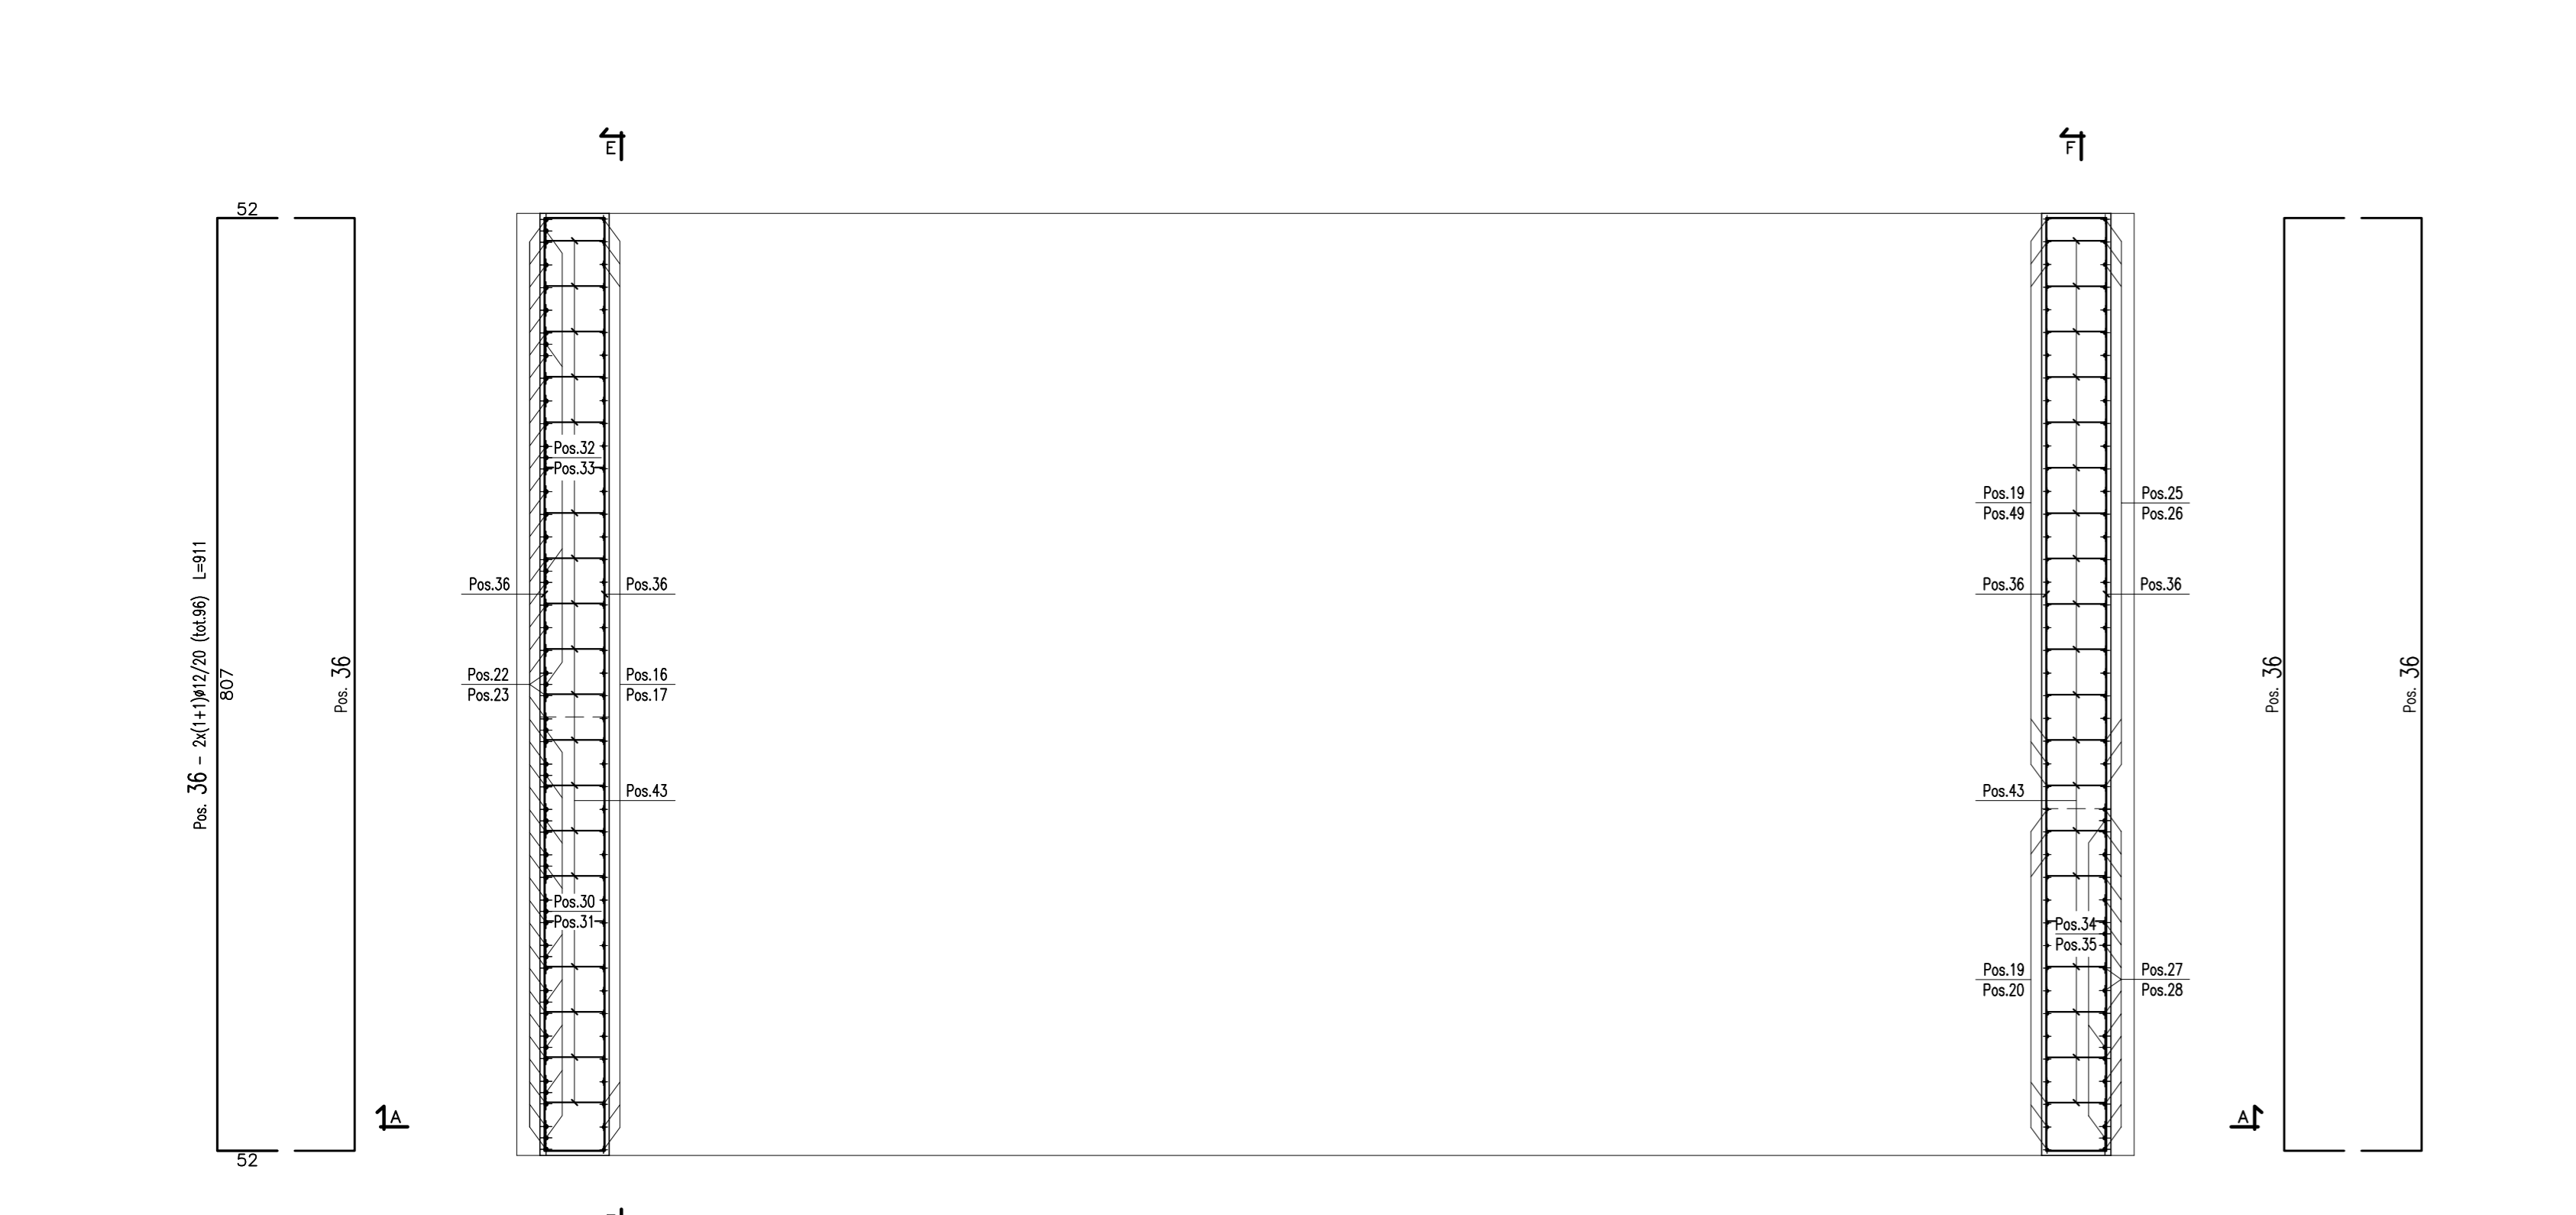 E
F
52
Pos.32
Pos.33
Pos.19
Pos.49
Pos.25
Pos.26
Pos. 36 - 2x(1+1)ø12/20 (tot.96) L=911
807
Pos. 36
Pos.36
Pos.36
Pos.36
Pos.36
Pos. 36
Pos. 36
Pos.22
Pos.23
Pos.16
Pos.17
Pos.43
Pos.43
Pos.30
Pos.31
Pos.34
Pos.35
Pos.19
Pos.20
Pos.27
Pos.28
A
A
52